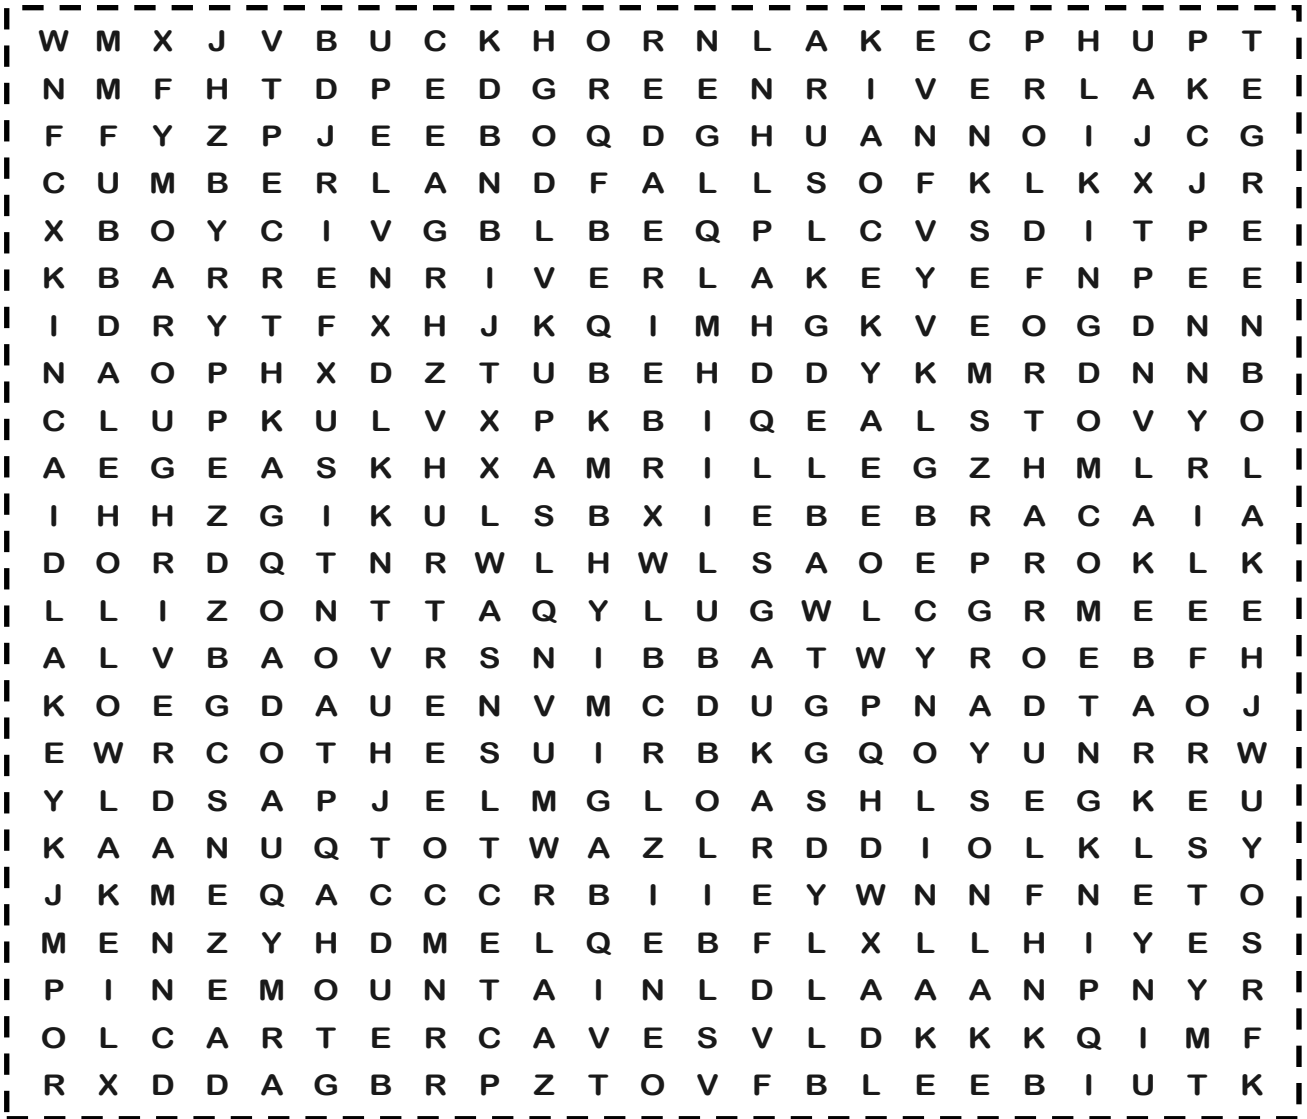 W M X J V B U C K H O R N L A K E C P H U P T
N M F H T D P E D G R E E N R I V E R L A K E
F F Y Z P J E E B O Q D G H U A N N O I J C G
C U M B E R L A N D F A L L S O F K L K X J R
X B O Y C I V G B L B E Q P L C V S D I T P E
K B A R R E N R I V E R L A K E Y E F N P E E
I D R Y T F X H J K Q I M H G K V E O G D N N
N A O P H X D Z T U B E H D D Y K M R D N N B
C L U P K U L V X P K B I Q E A L S T O V Y O
A E G E A S K H X A M R I L L E G Z H M L R L
I H H Z G I K U L S B X I E B E B R A C A I A
D O R D Q T N R W L H W L S A O E P R O K L K
L L I Z O N T T A Q Y L U G W L C G R M E E E
A L V B A O V R S N I B B A T W Y R O E B F H
K O E G D A U E N V M C D U G P N A D T A O J
E W R C O T H E S U I R B K G Q O Y U N R R W
Y L D S A P J E L M G L O A S H L S E G K E U
K A A N U Q T O T W A Z L R D D I O L K L S Y
J K M E Q A C C C R B I I E Y W N N F N E T O
M E N Z Y H D M E L Q E B F L X L L H I Y E S
P I N E M O U N T A I N L D L A A A N P N Y R
O L C A R T E R C A V E S V L D K K K Q I M F
R X D D A G B R P Z T O V F B L E E B I U T K